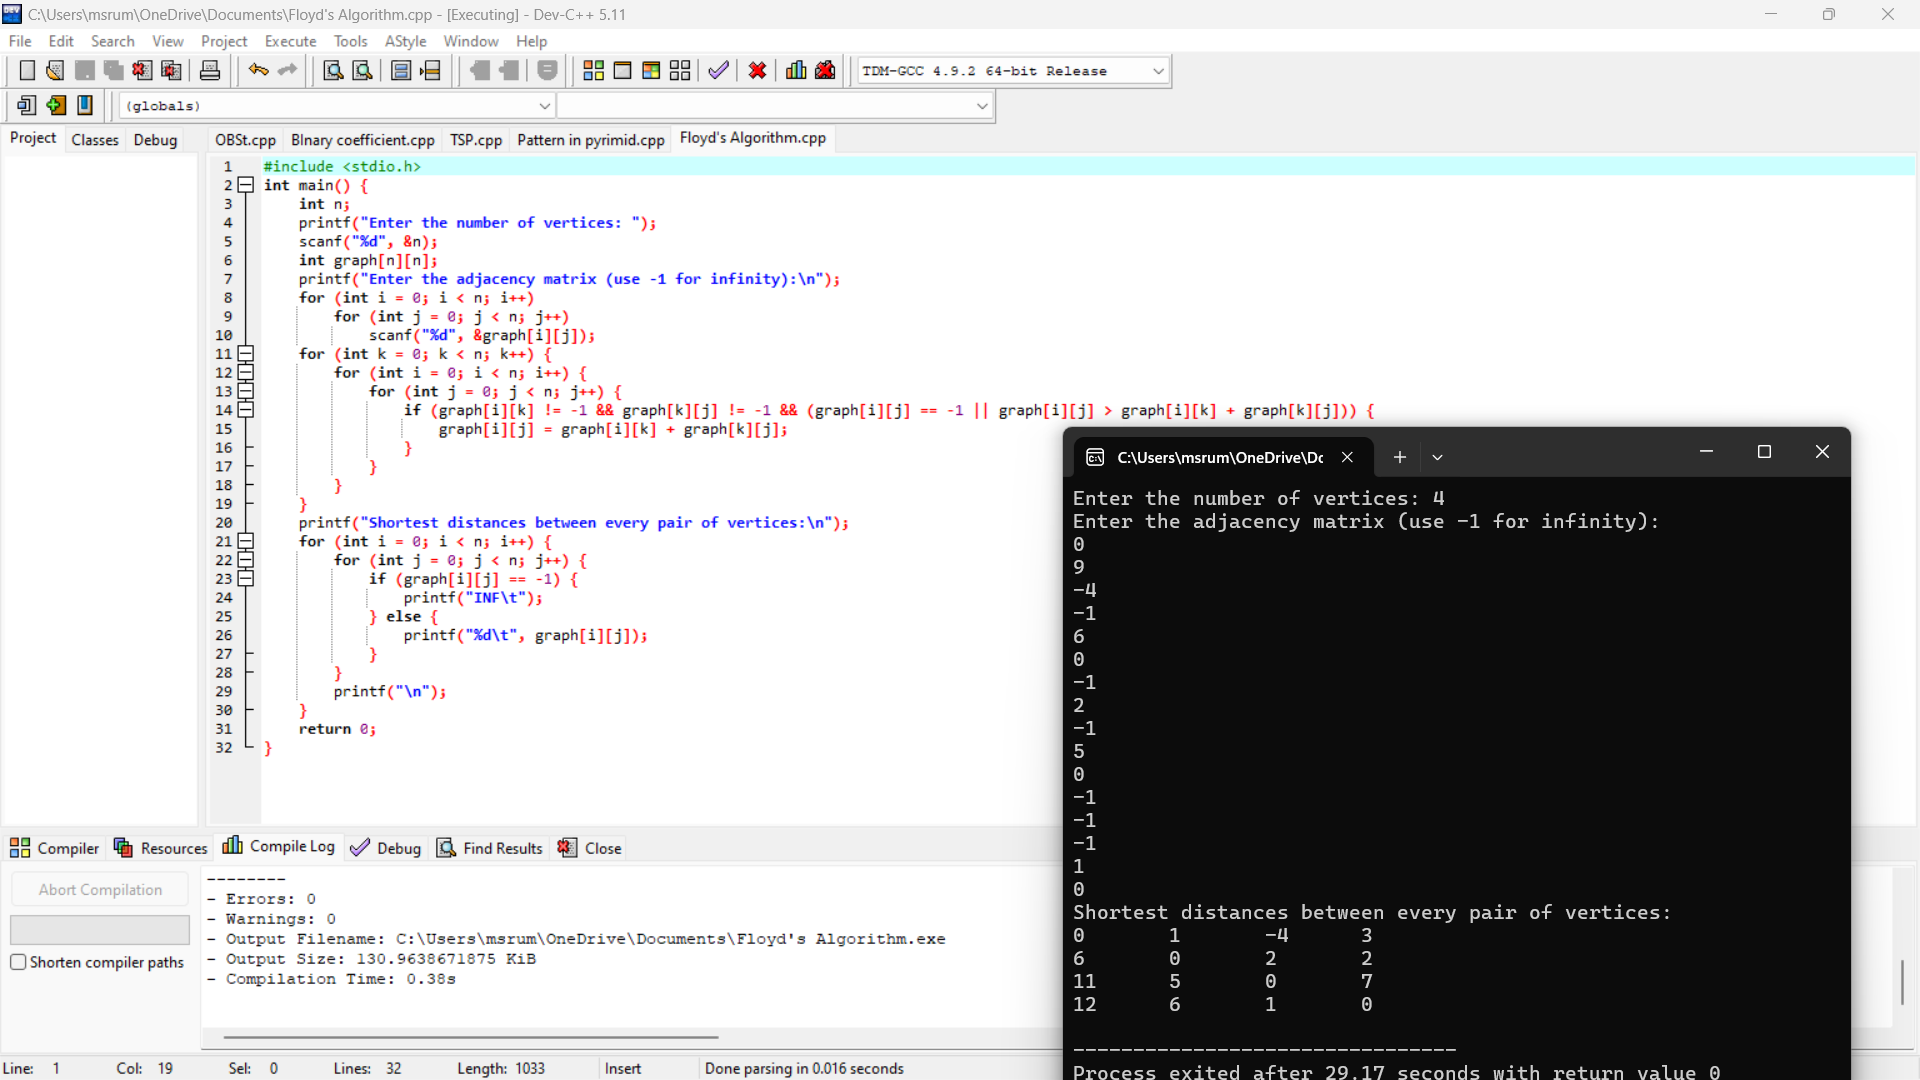 C:\Users\msrum\OneDrive\Documents\Floyd's Algorithm.cpp - [Executing] - Dev-C++ 5.11
File Edit Search View Project Execute Tools AStyle Window Help
TDM-GCC 4.9.2 64-bit Release
(globals)
Project Classes Debug
OBSt.cpp BInary coefficient.cpp TSP.cpp Pattern in pyrimid.cpp Floyd's Algorithm.cpp
1 #include <stdio.h>
2 int main() {
3 int n;
4 printf("Enter the number of vertices: ");
5 scanf("%d", &n);
6 int graph[n][n];
7 printf("Enter the adjacency matrix (use -1 for infinity):\n");
8 for (int i = 0; i < n; i++)
9 for (int j = 0; j < n; j++)
10 scanf("%d", &graph[i][j]);
11 for (int k = 0; k < n; k++) {
12 for (int i = 0; i < n; i++) {
13 for (int j = 0; j < n; j++) {
14 if (graph[i][k] != -1 && graph[k][j] != -1 && (graph[i][j] == -1 || graph[i][j] > graph[i][k] + graph[k][j])) {
15 graph[i][j] = graph[i][k] + graph[k][j];
16 }
17 }
18 }
19 }
20 printf("Shortest distances between every pair of vertices:\n");
21 for (int i = 0; i < n; i++) {
22 for (int j = 0; j < n; j++) {
23 if (graph[i][j] == -1) {
24 printf("INF\t");
25 } else {
26 printf("%d\t", graph[i][j]);
27 }
28 }
29 printf("\n");
30 }
31 return 0;
32 }
C:\Users\msrum\OneDrive\Dc
Enter the number of vertices: 4
Enter the adjacency matrix (use -1 for infinity):
0
9
-4
-1
6
0
-1
2
-1
5
0
-1
-1
-1
1
0
Shortest distances between every pair of vertices:
0 1 -4 3
6 0 2 2
11 5 0 7
12 6 1 0
--------------------------------
Process exited after 29.17 seconds with return value 0
Compiler Resources Compile Log Debug Find Results Close
Abort Compilation
Shorten compiler paths
--------
- Errors: 0
- Warnings: 0
- Output Filename: C:\Users\msrum\OneDrive\Documents\Floyd's Algorithm.exe
- Output Size: 130.9638671875 KiB
- Compilation Time: 0.38s
Line: 1 Col: 19 Sel: 0 Lines: 32 Length: 1033 Insert Done parsing in 0.016 seconds